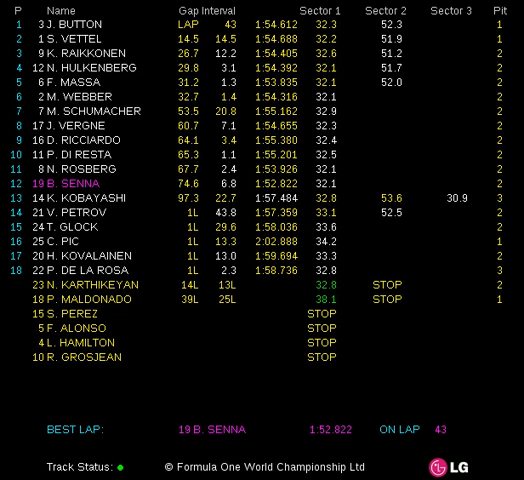 P Name Gap Interval Sector 1 Sector 2 Sector 3 Pit
1 3 J. BUTTON LAP 43 1:54.612 32.3 52.3 1
2 1 S. VETTEL 14.5 14.5 1:54.688 32.2 51.9 1
3 9 K. RAIKKONEN 26.7 12.2 1:54.405 32.6 51.2 2
4 12 N. HULKENBERG 29.8 3.1 1:54.392 32.1 51.7 2
5 6 F. MASSA 31.2 1.3 1:53.835 32.1 52.0 2
6 2 M. WEBBER 32.7 1.4 1:54.316 32.1 2
7 7 M. SCHUMACHER 53.5 20.8 1:55.162 32.9 2
8 17 J. VERGNE 60.7 7.1 1:54.655 32.3 2
9 16 D. RICCIARDO 64.1 3.4 1:55.380 32.4 2
10 11 P. DI RESTA 65.3 1.1 1:55.201 32.5 2
11 8 N. ROSBERG 67.7 2.4 1:53.926 32.1 2
12 19 B. SENNA 74.6 6.8 1:52.822 32.1 2
13 14 K. KOBAYASHI 97.3 22.7 1:57.484 32.8 53.6 30.9 3
14 21 V. PETROV 1L 43.8 1:57.359 33.1 52.5 2
15 24 T. GLOCK 1L 29.6 1:58.036 33.6 2
16 25 C. PIC 1L 13.3 2:02.888 34.2 1
17 20 H. KOVALAINEN 1L 13.0 1:59.694 33.3 2
18 22 P. DE LA ROSA 1L 2.3 1:58.736 32.8 3
23 N. KARTHIKEYAN 14L 13L 32.8 STOP 2
18 P. MALDONADO 39L 25L 38.1 STOP 1
15 S. PEREZ STOP
5 F. ALONSO STOP
4 L. HAMILTON STOP
10 R. GROSJEAN STOP
BEST LAP: 19 B. SENNA 1:52.822 ON LAP 43
Track Status: © Formula One World Championship Ltd LG